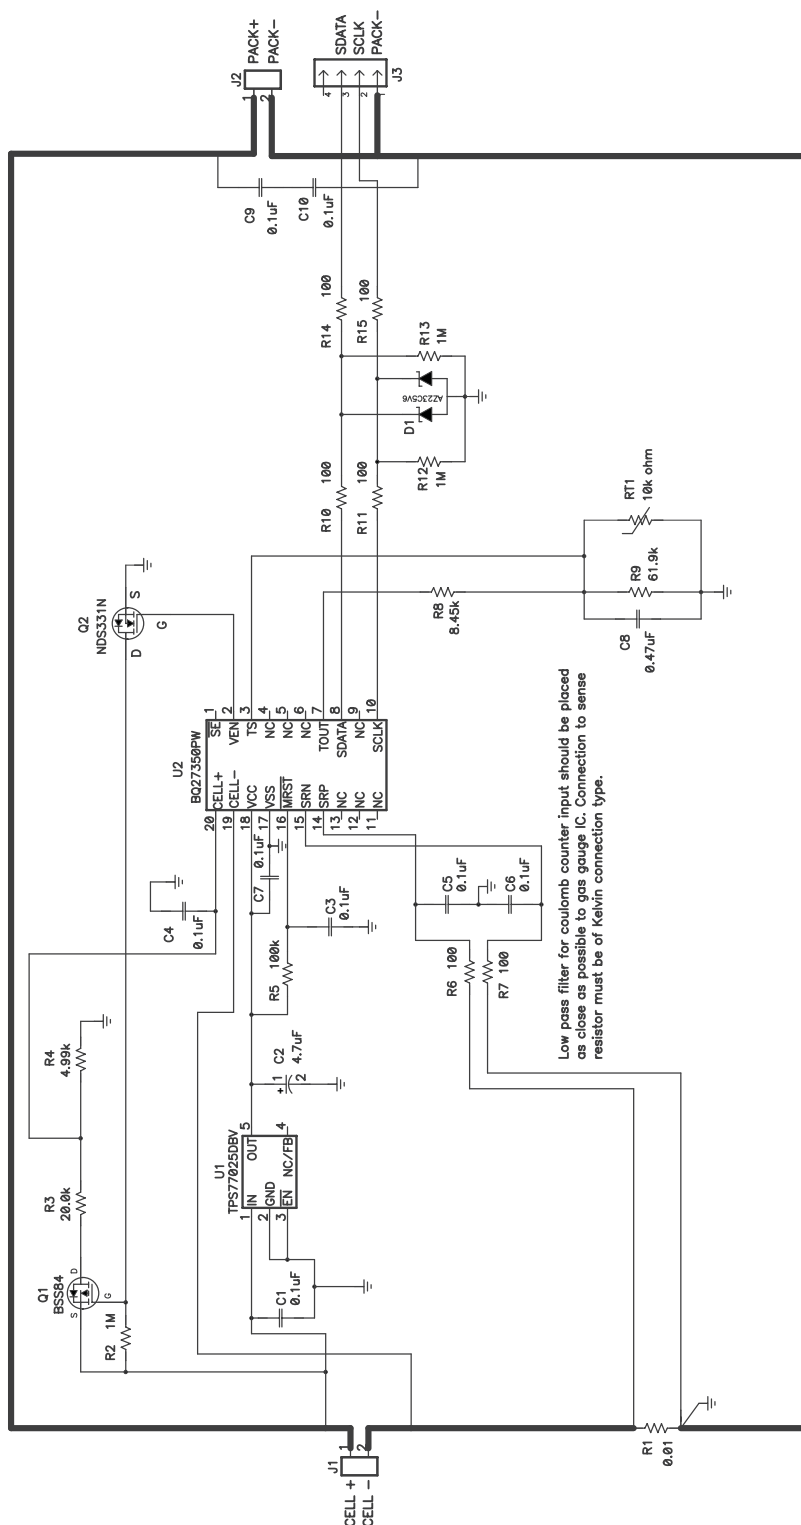 PACK+
PACK-
J2
1
2
SDATA
SCLK
PACK-
J3
4
3
2
1
C9
0.1uF
C10
0.1uF
R14
100
R15
100
R13
1M
AZ23C5V6
D1
R12
1M
R10
100
R11
100
Q2
NDS331N
S
G
D
RT1
10k ohm
R9
61.9k
C8
0.47uF
R8
8.45k
U2
BQ27350PW
SE
1
VEN
2
TS
3
NC
4
NC
5
NC
6
TOUT
7
SDATA
8
NC
9
SCLK
10
20
CELL+
19
CELL-
18
VCC
17
VSS
16
MRST
15
SRN
14
SRP
13
NC
12
NC
11
NC
C4
0.1uF
C7
0.1uF
R5
100k
C3
0.1uF
C5
0.1uF
C6
0.1uF
R6
100
R7
100
Low pass filter for coulomb counter input should be placed
as close as possible to gas gauge IC. Connection to sense
resistor must be of Kelvin connection type.
R4
4.99k
R3
20.0k
C2
4.7uF
+
1
2
U1
TPS77025DBV
1
IN
2
GND
3
EN
OUT
5
NC/FB
4
C1
0.1uF
Q1
BSS84
S
D
G
R2
1M
J1
1
2
CELL +
CELL -
R1
0.01